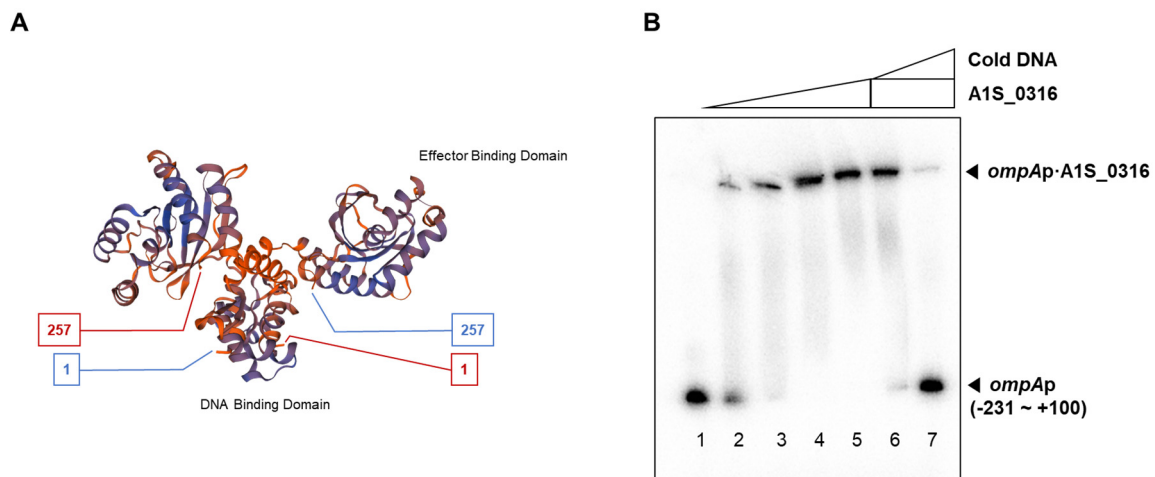 A
Effector Binding Domain
257
257
1
1
DNA Binding Domain
B
Cold DNA
A1S_0316
ompAp·A1S_0316
ompAp
(-231 ~ +100)
1 2 3 4 5 6 7